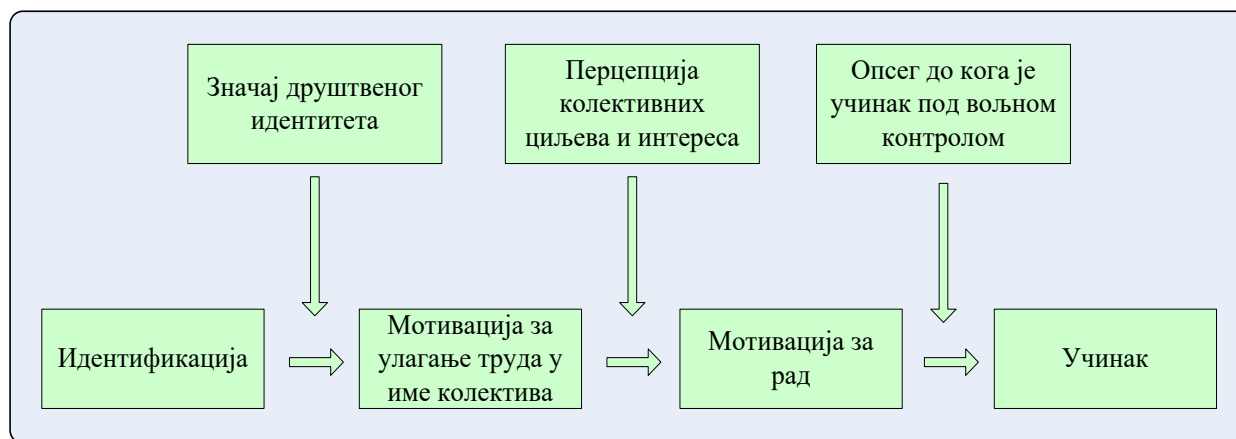 Значај друштвеног
идентитета
Перцепција
колективних
циљева и интереса
Опсег до кога је
учинак под вољном
контролом
Идентификација
Мотивација за
улагање труда у
име колектива
Мотивација за
рад
Учинак